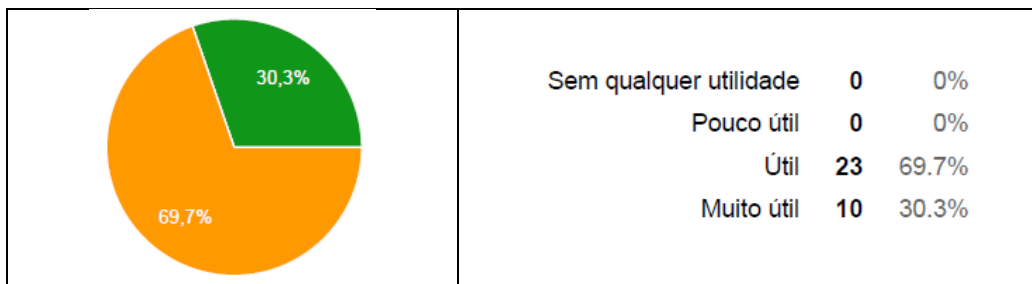 30,3%
69,7%
Sem qualquer utilidade 0 0%
Pouco útil 0 0%
Útil 23 69.7%
Muito útil 10 30.3%